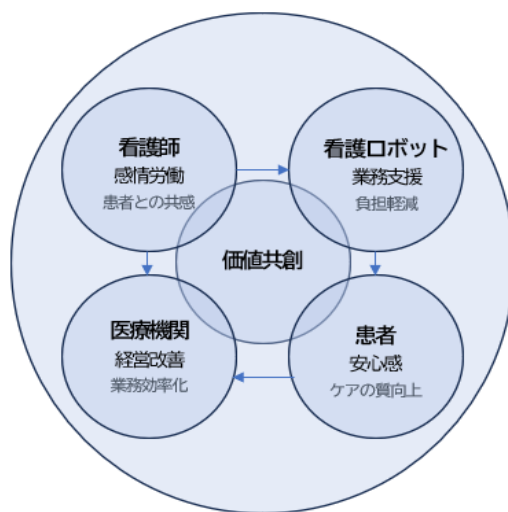 看護師
感情労働
患者との共感
看護ロボット
業務支援
負担軽減
価値共創
医療機関
経営改善
業務効率化
患者
安心感
ケアの質向上